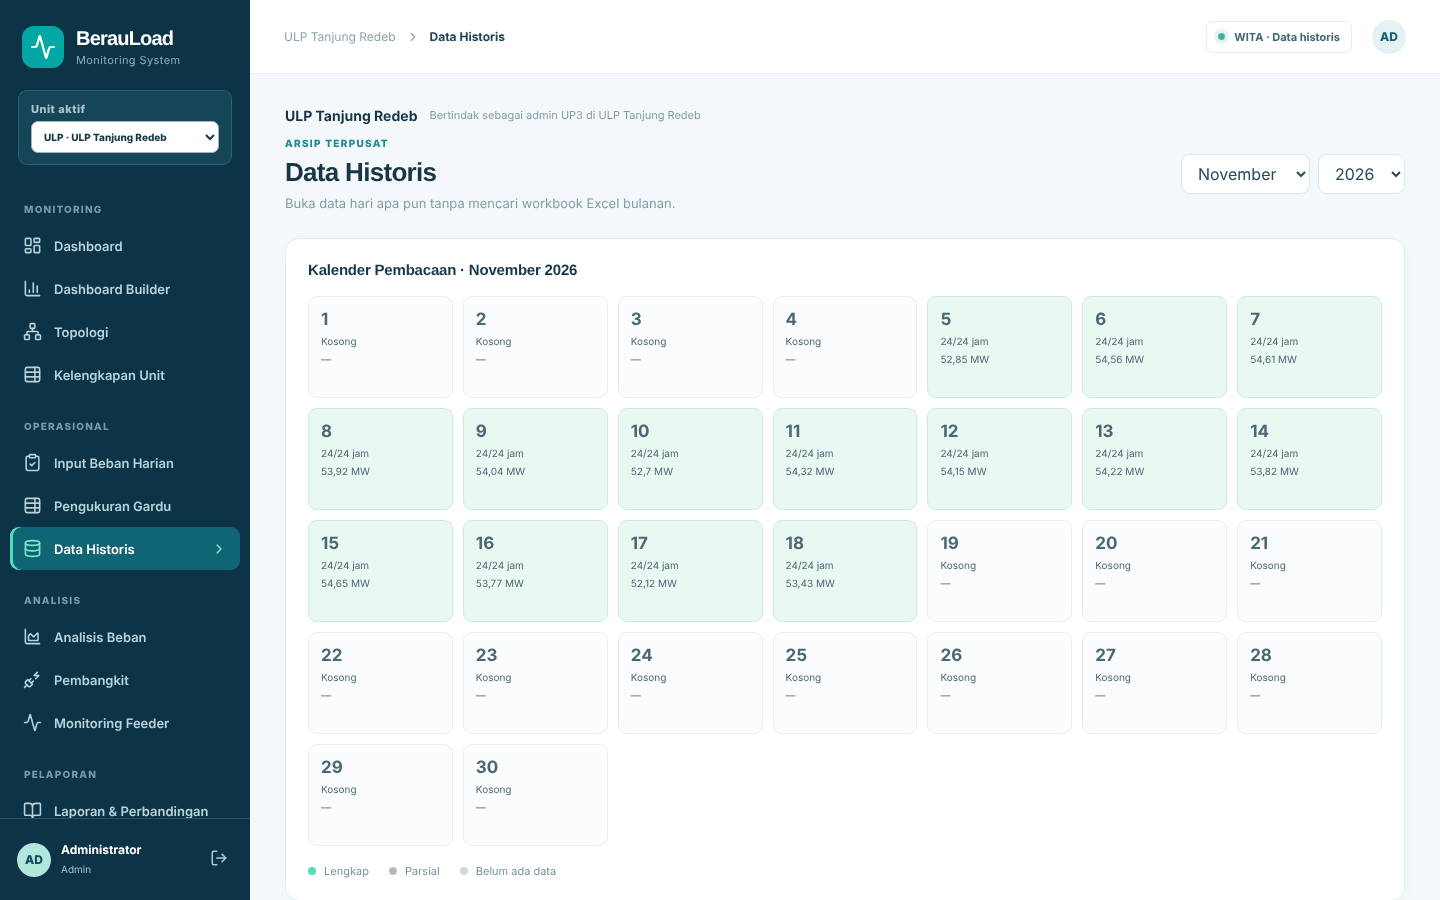 BerauLoad
Monitoring System
Unit aktif
ULP · ULP Tanjung Redeb
MONITORING
Dashboard
Dashboard Builder
Topologi
Kelengkapan Unit
OPERASIONAL
Input Beban Harian
Pengukuran Gardu
Data Historis
ANALISIS
Analisis Beban
Pembangkit
Monitoring Feeder
PELAPORAN
Laporan & Perbandingan
AD
Administrator
Admin
ULP Tanjung Redeb
Data Historis
WITA · Data historis
AD
ULP Tanjung Redeb Bertindak sebagai admin UP3 di ULP Tanjung Redeb
ARSIP TERPUSAT
Data Historis
Buka data hari apa pun tanpa mencari workbook Excel bulanan.
November
2026
Kalender Pembacaan · November 2026
1
Kosong
—
2
Kosong
—
3
Kosong
—
4
Kosong
—
5
24/24 jam
52,85 MW
6
24/24 jam
54,56 MW
7
24/24 jam
54,61 MW
8
24/24 jam
53,92 MW
9
24/24 jam
54,04 MW
10
24/24 jam
52,7 MW
11
24/24 jam
54,32 MW
12
24/24 jam
54,15 MW
13
24/24 jam
54,22 MW
14
24/24 jam
53,82 MW
15
24/24 jam
54,65 MW
16
24/24 jam
53,77 MW
17
24/24 jam
52,12 MW
18
24/24 jam
53,43 MW
19
Kosong
—
20
Kosong
—
21
Kosong
—
22
Kosong
—
23
Kosong
—
24
Kosong
—
25
Kosong
—
26
Kosong
—
27
Kosong
—
28
Kosong
—
29
Kosong
—
30
Kosong
—
Lengkap
Parsial
Belum ada data